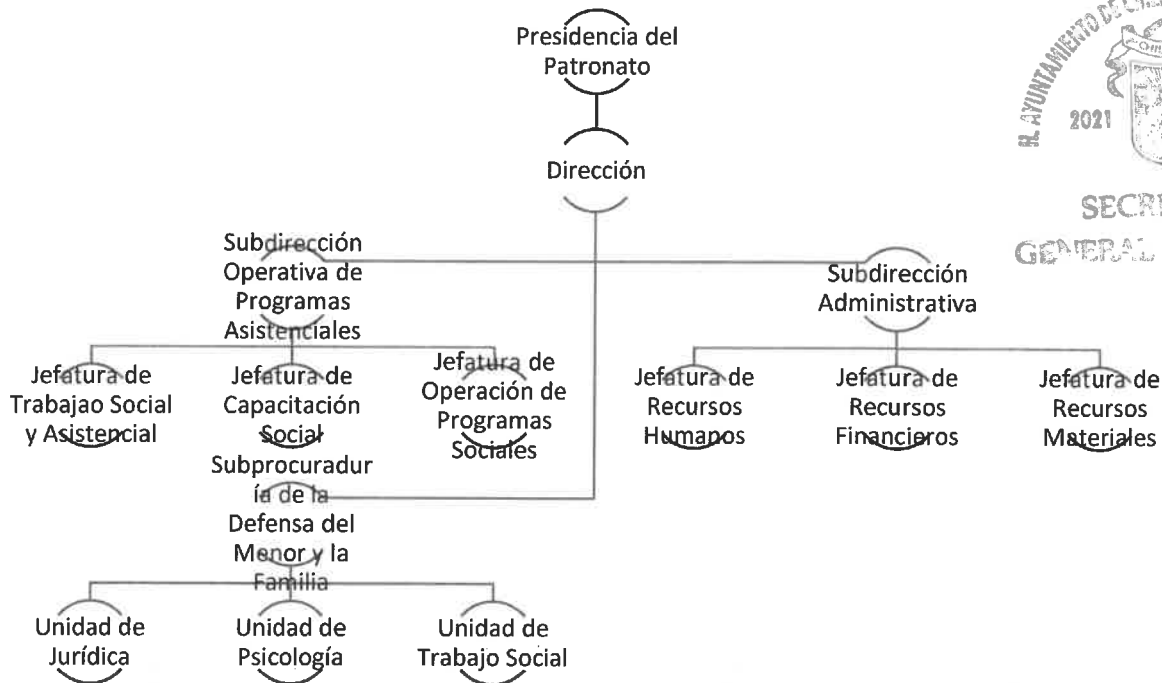 Presidencia del
Patronato
H. AYUNTAMIENTO DE
2021
Dirección
Subdirección
Operativa de
Programas
Asistenciales
Subdirección
Administrativa
Jefatura de
Trabajao Social
y Asistencial
Jefatura de
Capacitación
Social
Jefatura de
Operación de
Programas
Sociales
Jefatura de
Recursos
Humanos
Jefatura de
Recursos
Financieros
Jefatura de
Recursos
Materiales
Subprocuradur
ía de la
Defensa del
Menor y la
Familia
Unidad de
Jurídica
Unidad de
Psicología
Unidad de
Trabajo Social
GENERAL